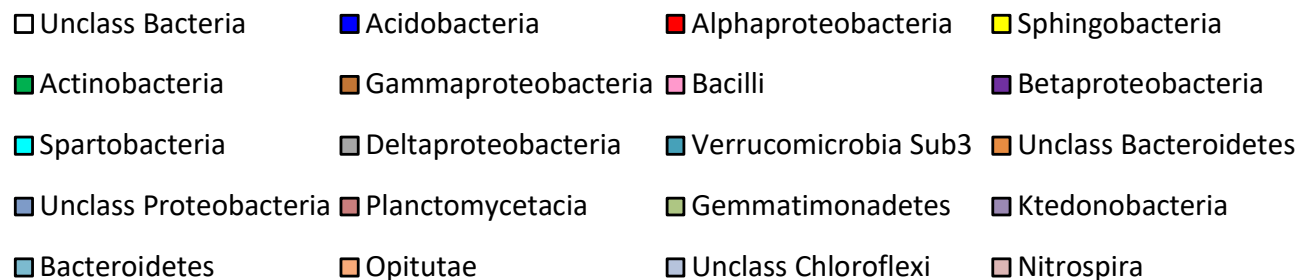 Unclass Bacteria Acidobacteria Alphaproteobacteria Sphingobacteria
Actinobacteria Gammaproteobacteria Bacilli Betaproteobacteria
Spartobacteria Deltaproteobacteria Verrucomicrobia Sub3 Unclass Bacteroidetes
Unclass Proteobacteria Planctomycetacia Gemmatimonadetes Ktedonobacteria
Bacteroidetes Opitutae Unclass Chloroflexi Nitrospira